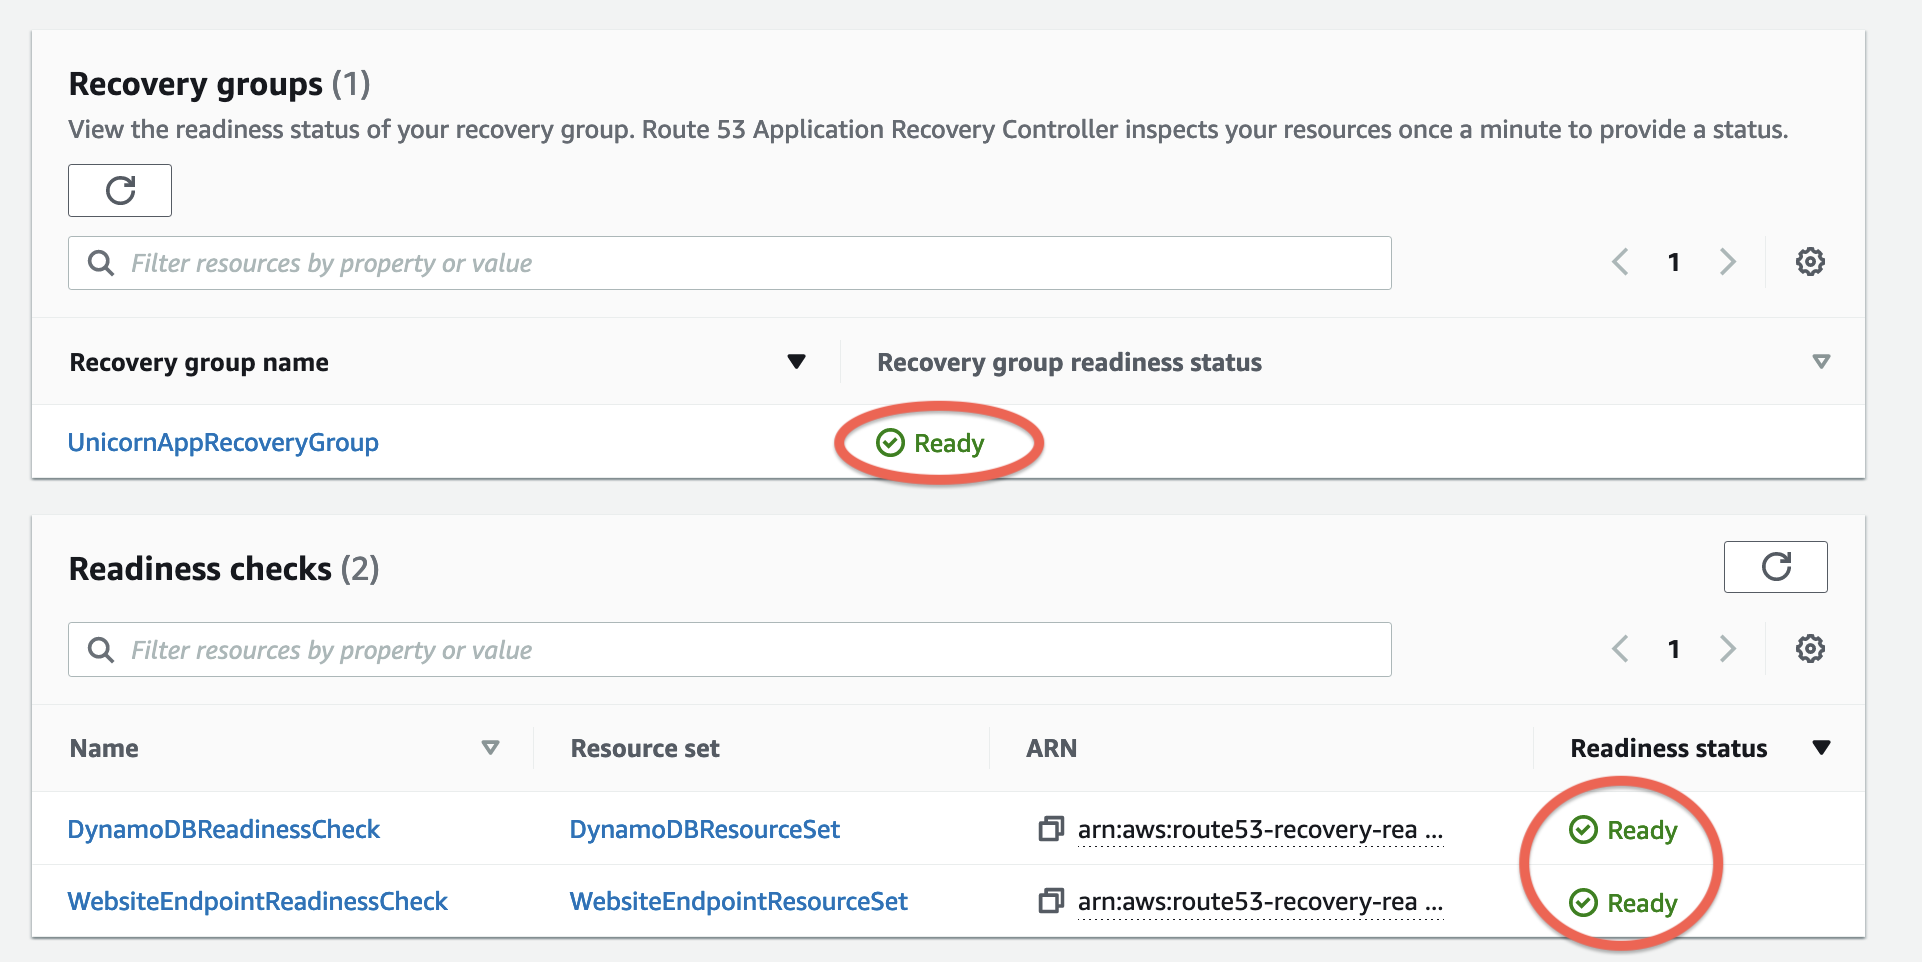 Recovery groups (1)
View the readiness status of your recovery group. Route 53 Application Recovery Controller inspects your resources once a minute to provide a status.
Filter resources by property or value
1
Recovery group name
Recovery group readiness status
UnicornAppRecoveryGroup
Ready
Readiness checks (2)
Filter resources by property or value
1
Name
Resource set
ARN
Readiness status
DynamoDBReadinessCheck
DynamoDBResourceSet
arn:aws:route53-recovery-rea ...
Ready
WebsiteEndpointReadinessCheck
WebsiteEndpointResourceSet
arn:aws:route53-recovery-rea ...
Ready